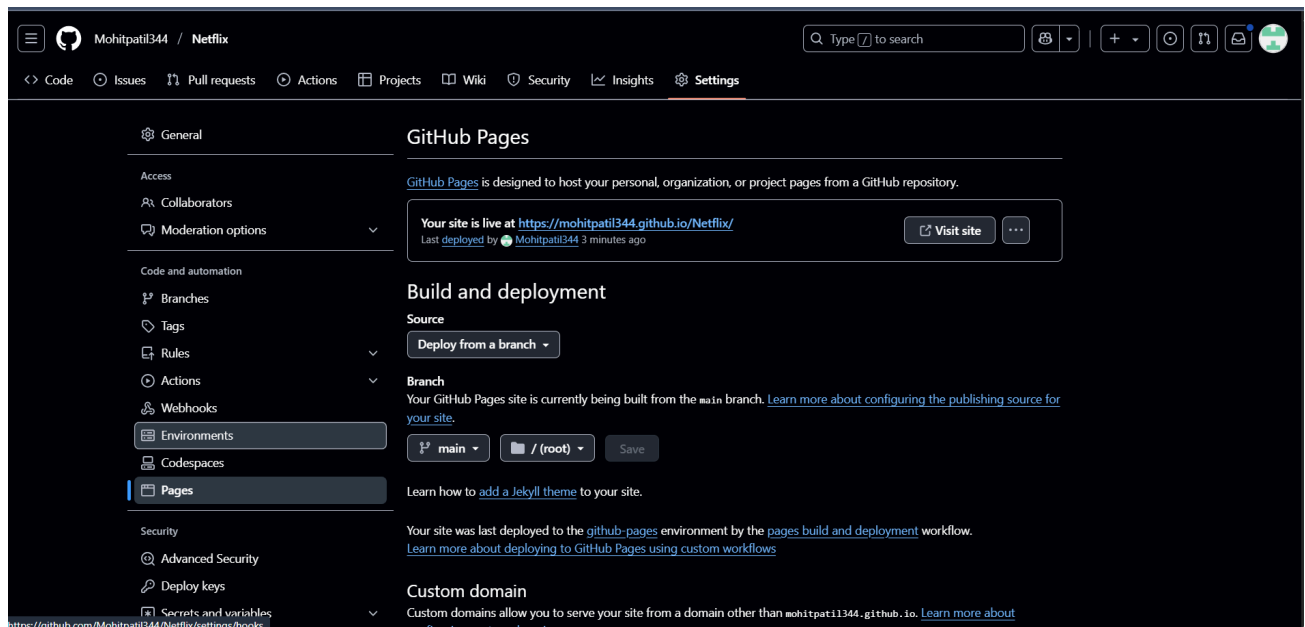 Mohitpatil344 / Netflix
Type / to search
Code Issues Pull requests Actions Projects Wiki Security Insights Settings
General
Access
Collaborators
Moderation options
Code and automation
Branches
Tags
Rules
Actions
Webhooks
Environments
Codespaces
Pages
Security
Advanced Security
Deploy keys
Secrets and variables
https://github.com/Mohitpatil344/Netflix/settings/hooks
GitHub Pages
GitHub Pages is designed to host your personal, organization, or project pages from a GitHub repository.
Your site is live at https://mohitpatil344.github.io/Netflix/
Last deployed by Mohitpatil344 3 minutes ago
Visit site
Build and deployment
Source
Deploy from a branch
Branch
Your GitHub Pages site is currently being built from the main branch. Learn more about configuring the publishing source for
your site.
main / (root) Save
Learn how to add a Jekyll theme to your site.
Your site was last deployed to the github-pages environment by the pages build and deployment workflow.
Learn more about deploying to GitHub Pages using custom workflows
Custom domain
Custom domains allow you to serve your site from a domain other than mohitpatil344.github.io. Learn more about